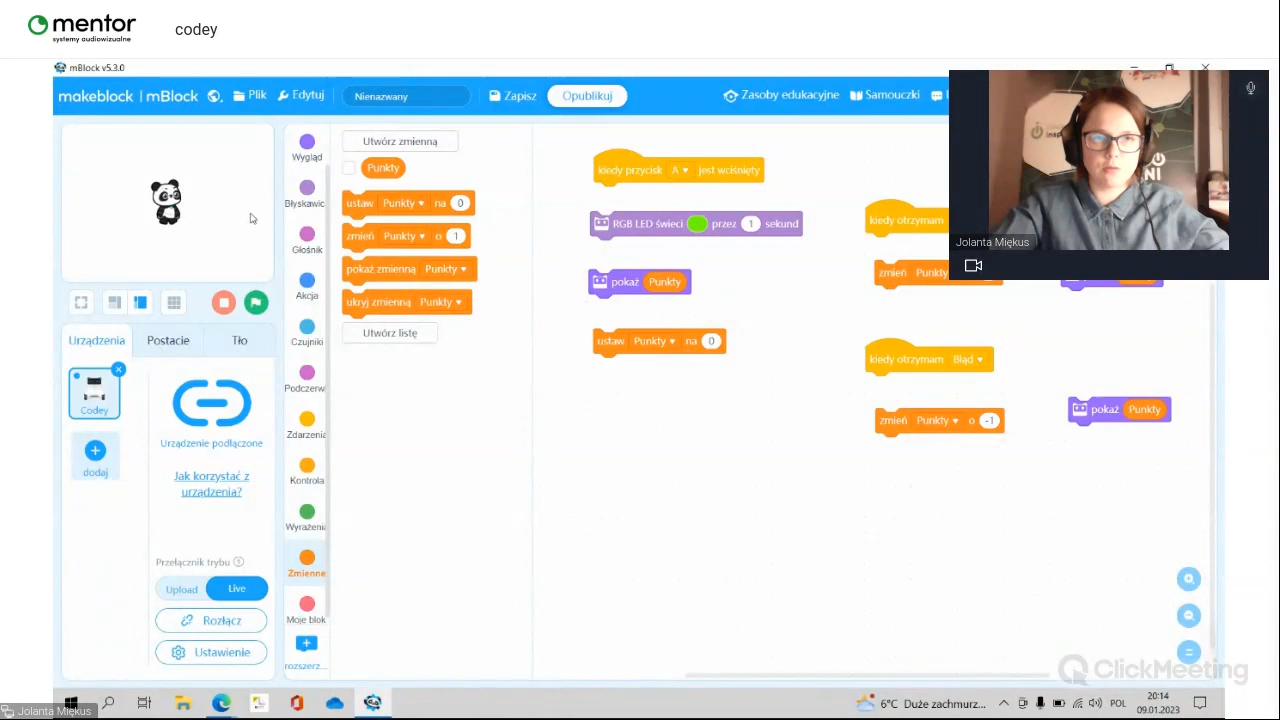 mentor
systemy audiowizualne
codey
mBlock v5.3.0
makeblock | mBlock
Plik
Edytuj
Nienazwany
Zapisz
Opublikuj
Zasoby edukacyjne
Samouczki
Jolanta Miękus
Wygląd
Błyskawic
Głośnik
Akcja
Czujniki
Podczerw
Zdarzenia
Kontrola
Wyrażenia
Zmienne
Moje blok
rozszerz...
Utwórz zmienną
Punkty
ustaw Punkty na 0
zmień Punkty o 1
pokaż zmienną Punkty
ukryj zmienną Punkty
Utwórz listę
kiedy przycisk A jest wciśnięty
RGB LED świeci przez 1 sekund
pokaż Punkty
ustaw Punkty na 0
kiedy otrzymam
zmień
kiedy otrzymam Błąd
zmień Punkty o -1
pokaż Punkty
Urządzenia
Postacie
Tło
Codey
dodaj
Urządzenie podłączone
Jak korzystać z
urządzenia?
Przełącznik trybu
Upload
Live
Rozłącz
Ustawienie
ClickMeeting
6°C Duże zachmurz...
POL
20:14
09.01.2023
Jolanta Miękus